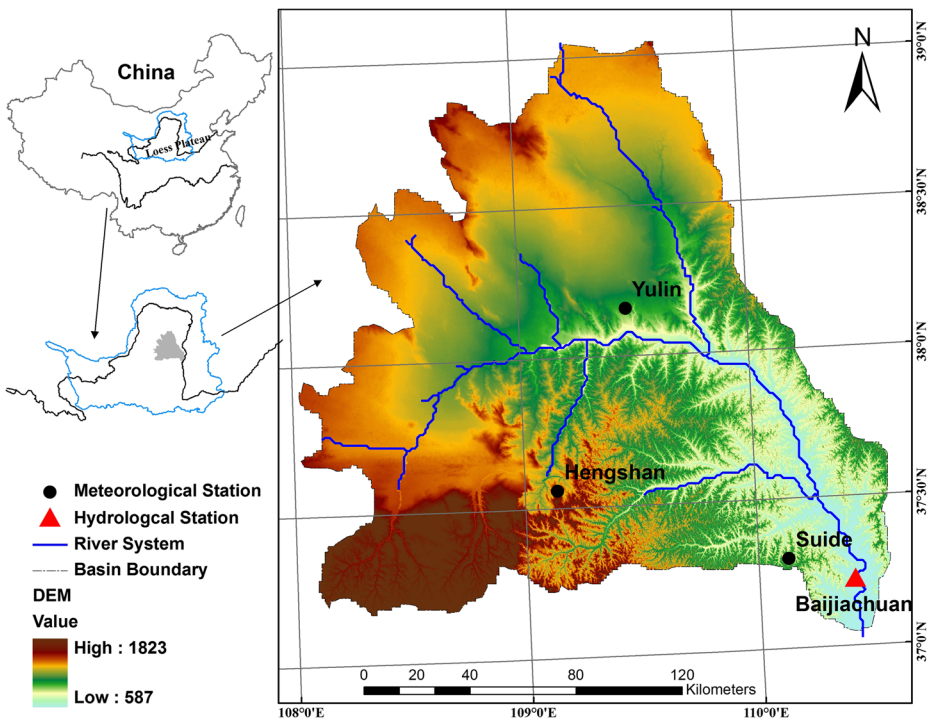 China
Loess Plateau
N
Yulin
Hengshan
Suide
Baijiachuan
39°0'N
38°30'N
38°0'N
37°30'N
37°0'N
108°0'E
109°0'E
110°0'E
0 20 40 80 120
Kilometers
Meteorological Station
Hydrologcal Station
River System
Basin Boundary
DEM
Value
High : 1823
Low : 587